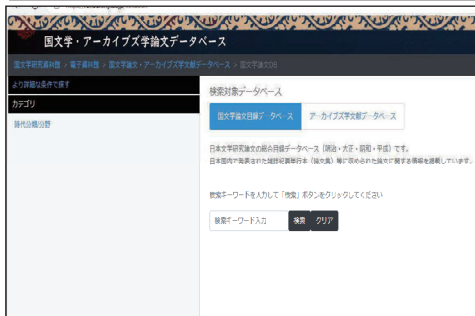 国文学・アーカイブズ学論文データベース
国文学研究資料館 > 電子資料館 > 国文学論文・アーカイブズ学文献データベース > 国文学論文DB
より詳細な条件で探す
カテゴリ
時代分類/分野
検索対象データベース
国文学論文目録データベース アーカイブズ学文献データベース
日本文学研究論文の総合目録データベース（明治・大正・昭和・平成）です。
日本国内で発表された雑誌紀要単行本（論文集）等に収められた論文に関する情報を掲載しています。
検索キーワードを入力して「検索」ボタンをクリックしてください
検索キーワード入力 検索 クリア